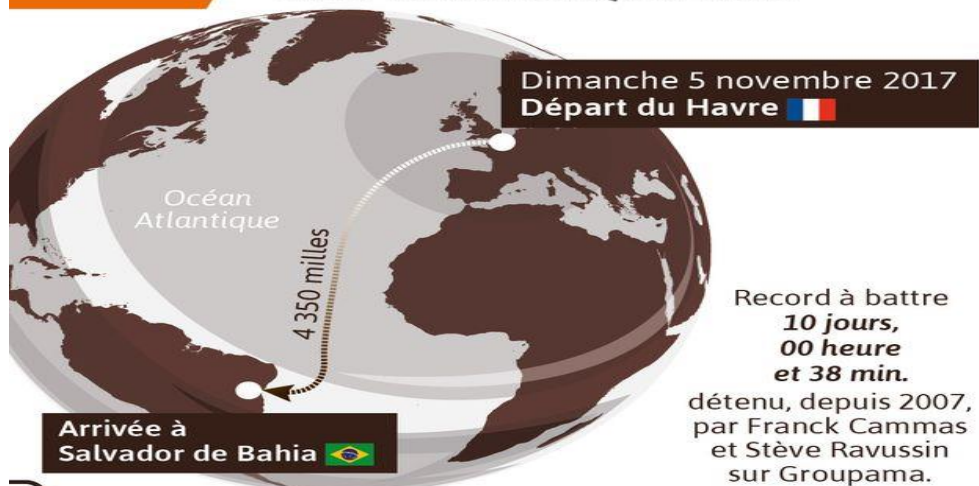 Dimanche 5 novembre 2017
Départ du Havre
Océan
Atlantique
4 350 milles
Record à battre
10 jours,
00 heure
et 38 min.
détenu, depuis 2007,
par Franck Cammas
et Stève Ravussin
sur Groupama.
Arrivée à
Salvador de Bahia